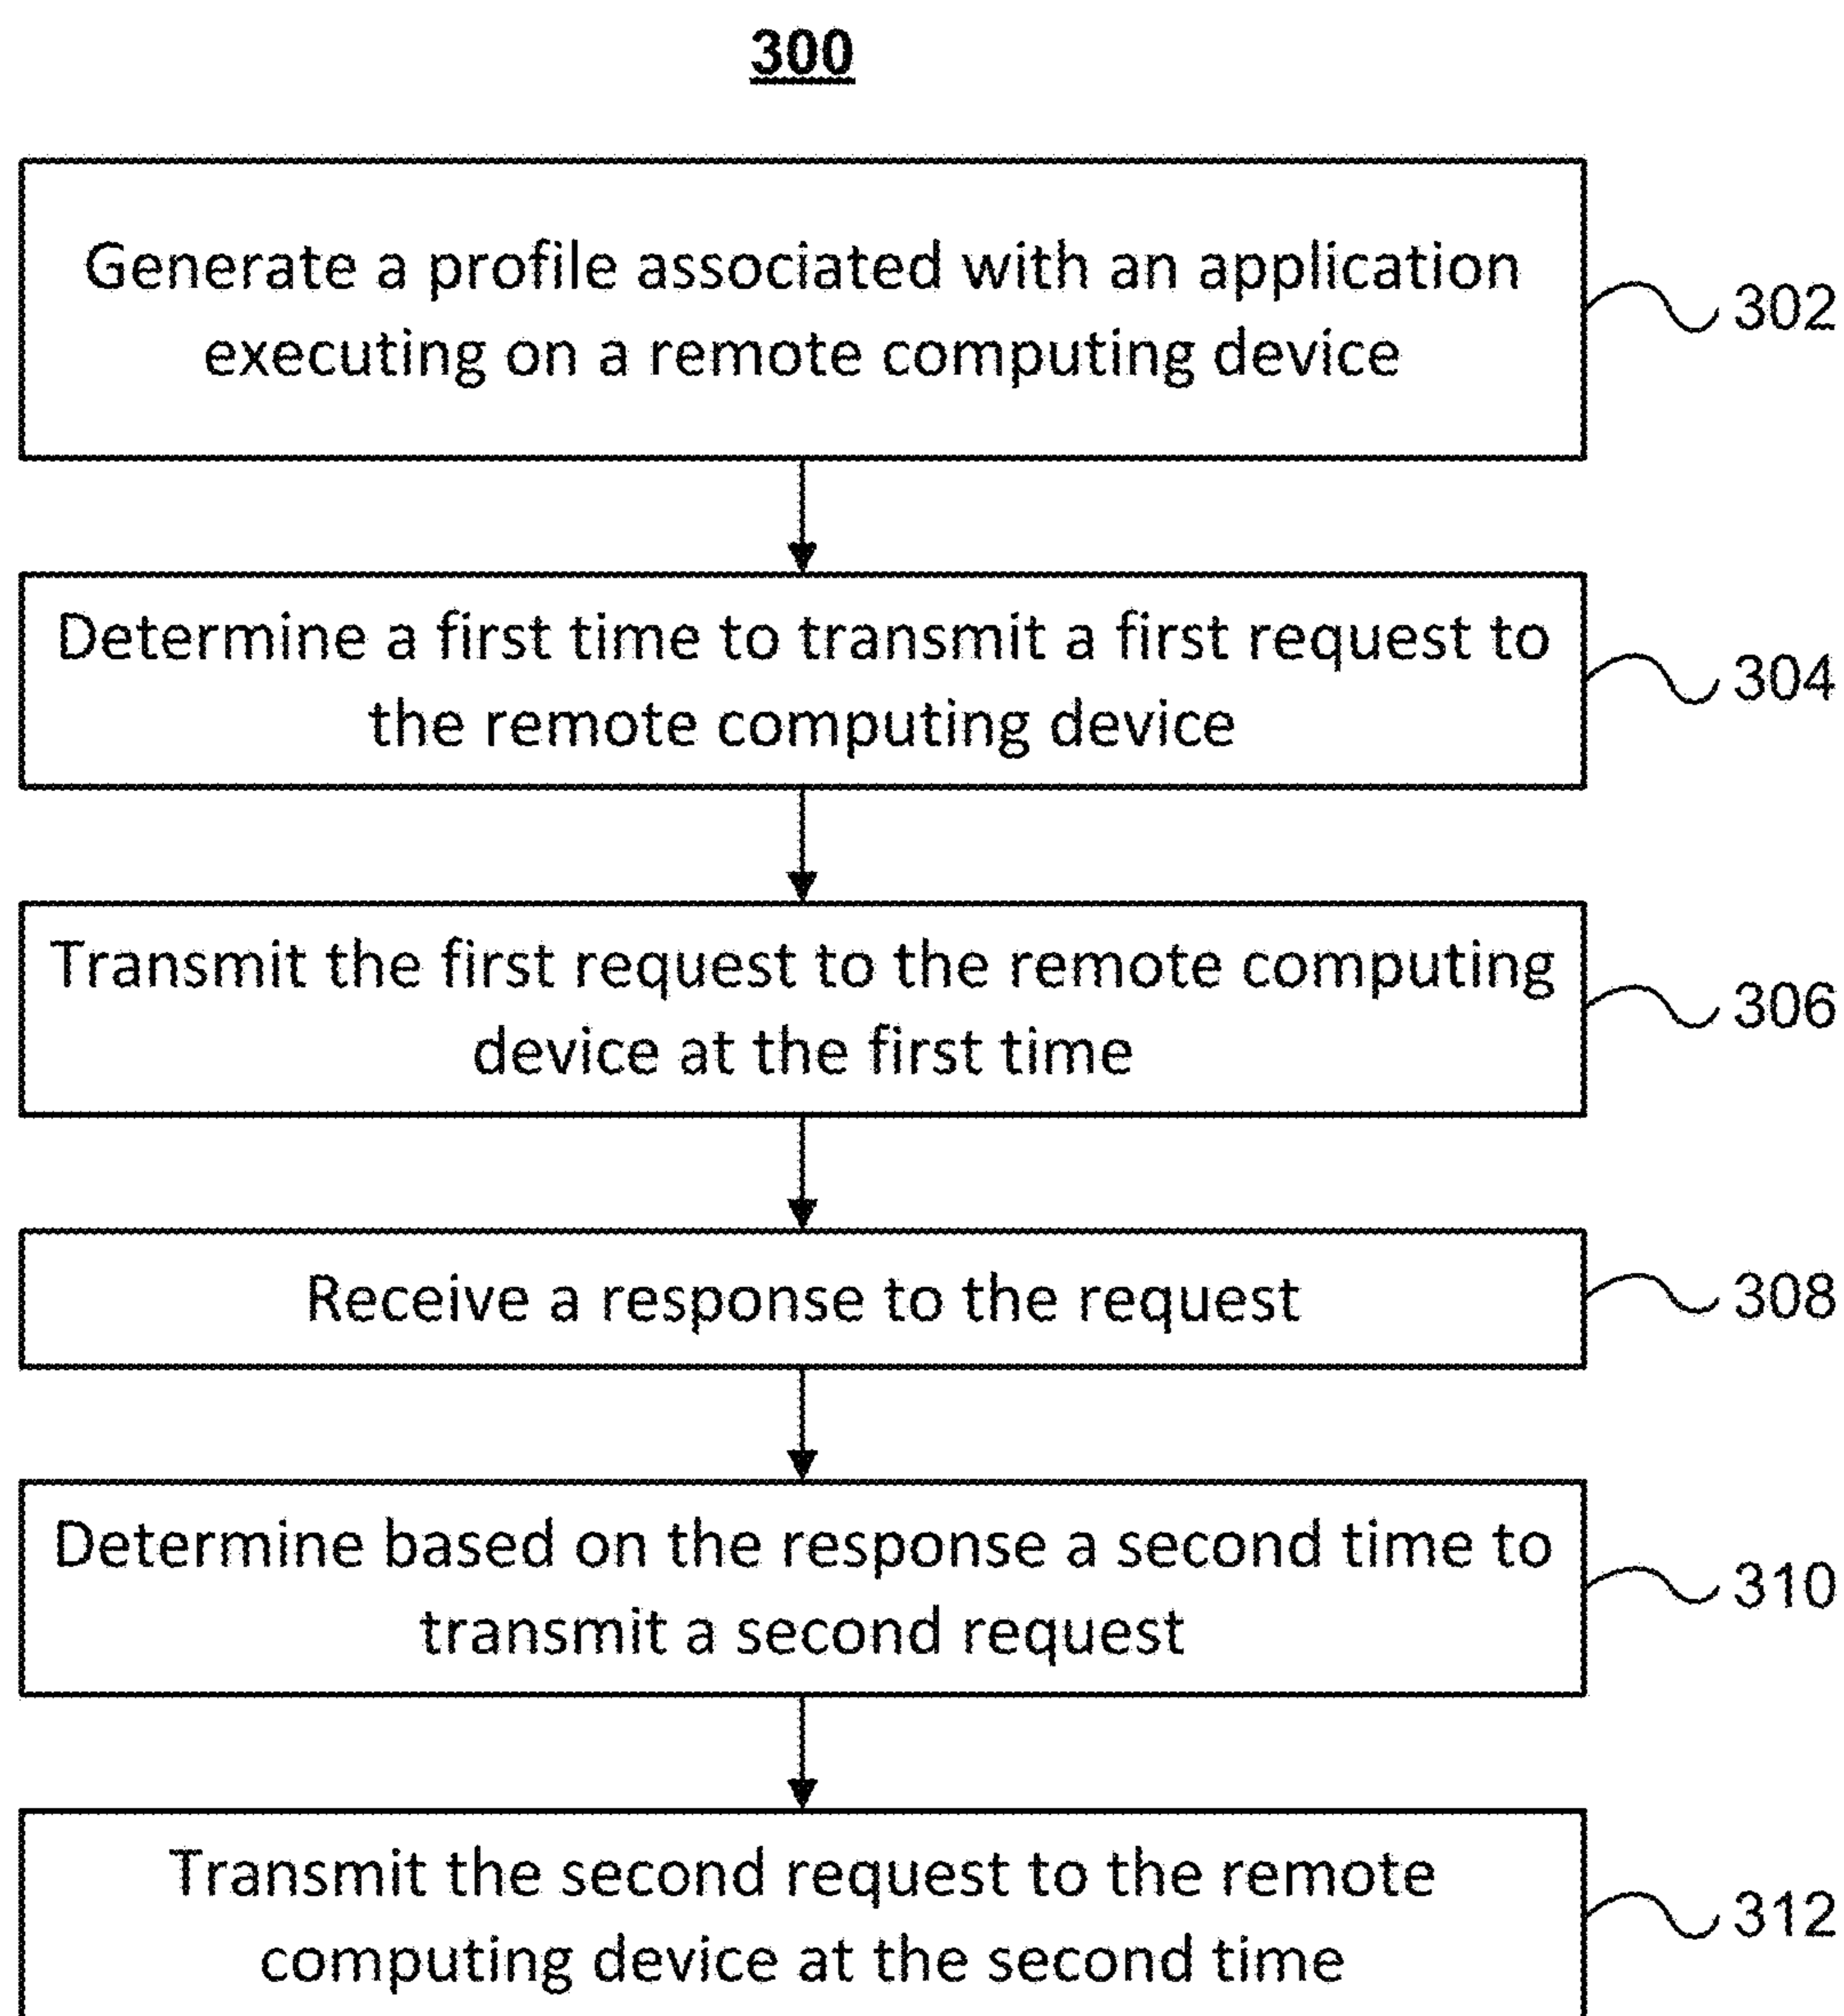 300
Generate a profile associated with an application
executing on a remote computing device
302
Determine a first time to transmit a first request to
the remote computing device
304
Transmit the first request to the remote computing
device at the first time
306
Receive a response to the request
308
Determine based on the response a second time to
transmit a second request
310
Transmit the second request to the remote
computing device at the second time
312